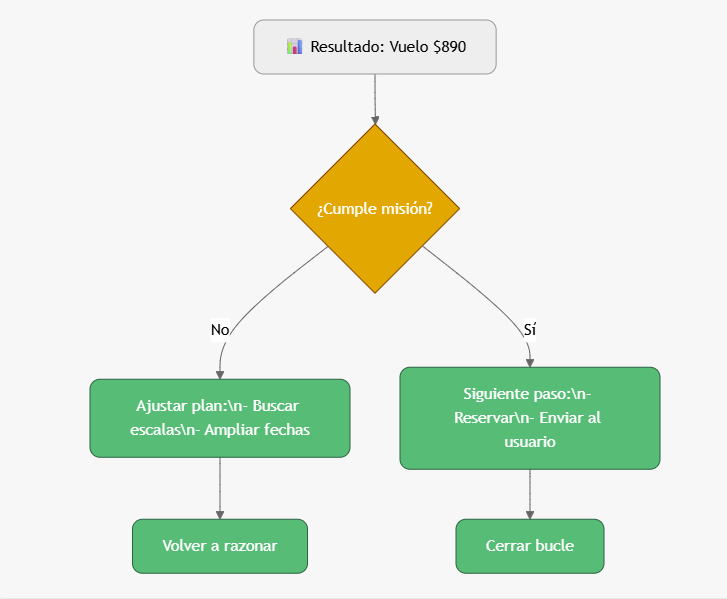 📊 Resultado: Vuelo $890
¿Cumple misión?
No
Sí
Ajustar plan:\n- Buscar
escalas\n- Ampliar fechas
Siguiente paso:\n-
Reservar\n- Enviar al
usuario
Volver a razonar
Cerrar bucle